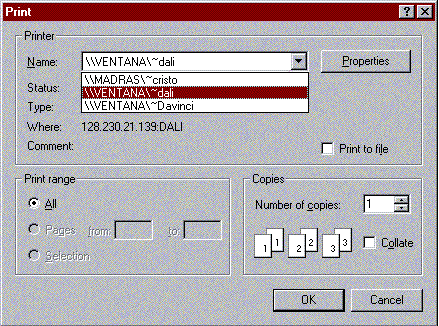 Print
Printer
Name: \\VENTANA\~dali
Properties
\\MADRAS\~cristo
Status: \\VENTANA\~dali
Type: \\VENTANA\~Davinci
Where: 128.230.21.139:DALI
Comment:
Print to file
Print range
All
Pages from: to:
Selection
Copies
Number of copies: 1
1 1 2 2 3 3
Collate
OK Cancel